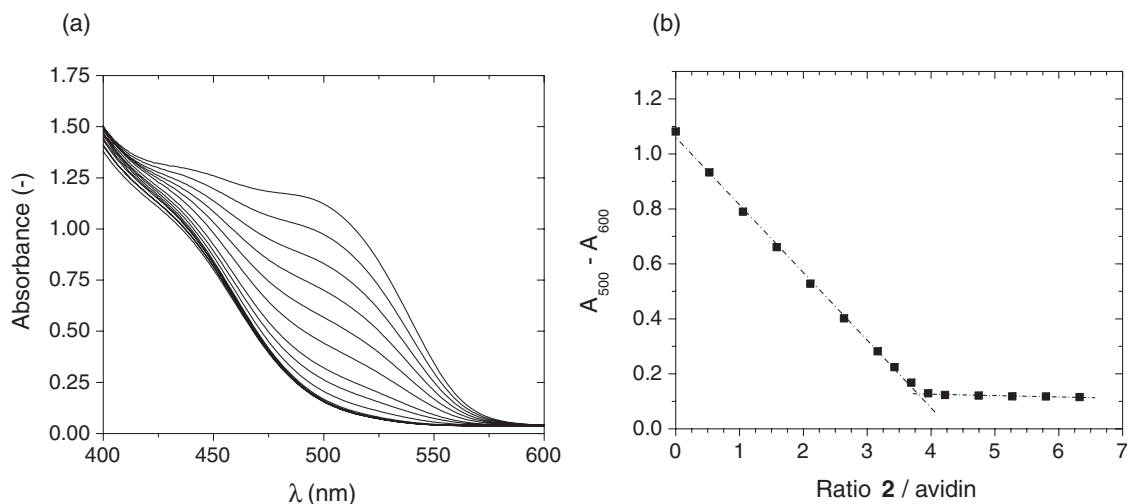 (a)
1.75
1.50
1.25
1.00
0.75
0.50
0.25
0.00
Absorbance (-)
400 450 500 550 600
λ (nm)
(b)
1.2
1.0
0.8
0.6
0.4
0.2
0.0
A500 - A600
0 1 2 3 4 5 6 7
Ratio 2 / avidin